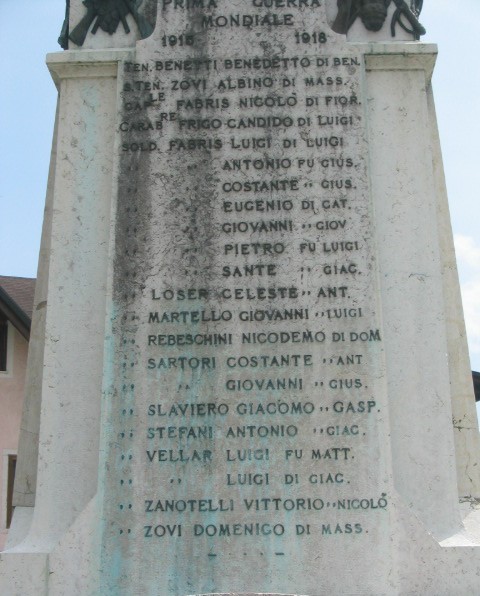 PRIMA GUERRA
MONDIALE
1915 1918
TEN. BENETTI BENEDETTO DI BEN.
S.TEN. ZOVI ALBINO DI MASS.
CAP.LE FABRIS NICOLÒ DI FIOR.
CARAB.RE FRIGO CANDIDO DI LUIGI
SOLD. FABRIS LUIGI DI LUIGI
" " ANTONIO FU GIUS.
" " COSTANTE " GIUS.
" " EUGENIO DI CAT.
" " GIOVANNI " GIOV
" " PIETRO FU LUIGI
" " SANTE " GIAC.
" LOSER CELESTE " ANT.
" MARTELLO GIOVANNI " LUIGI
" REBESCHINI NICODEMO DI DOM
" SARTORI COSTANTE " ANT
" " GIOVANNI " GIUS.
" SLAVIERO GIACOMO " GASP.
" STEFANI ANTONIO " GIAC.
" VELLAR LUIGI FU MATT.
" " LUIGI DI GIAC.
" ZANOTELLI VITTORIO " NICOLÒ
" ZOVI DOMENICO DI MASS.